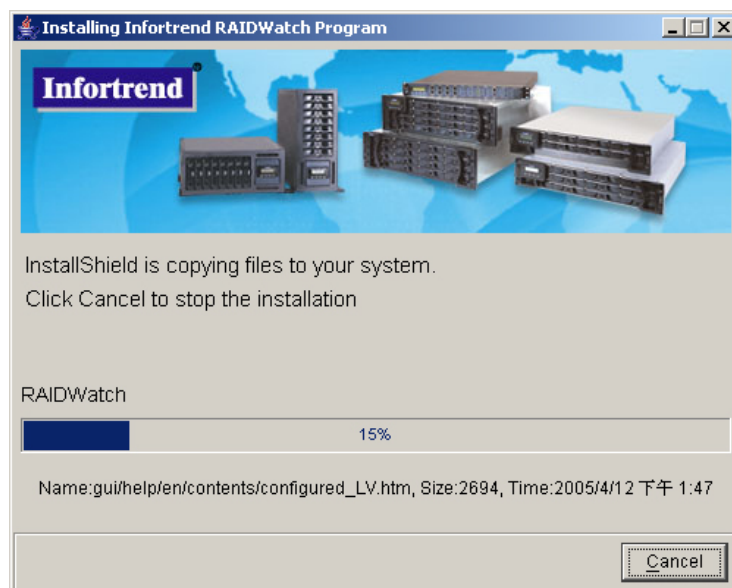 Installing Infortrend RAIDWatch Program
Infortrend
InstallShield is copying files to your system.
Click Cancel to stop the installation
RAIDWatch
15%
Name:gui/help/en/contents/configured_LV.htm, Size:2694, Time:2005/4/12 下午 1:47
Cancel